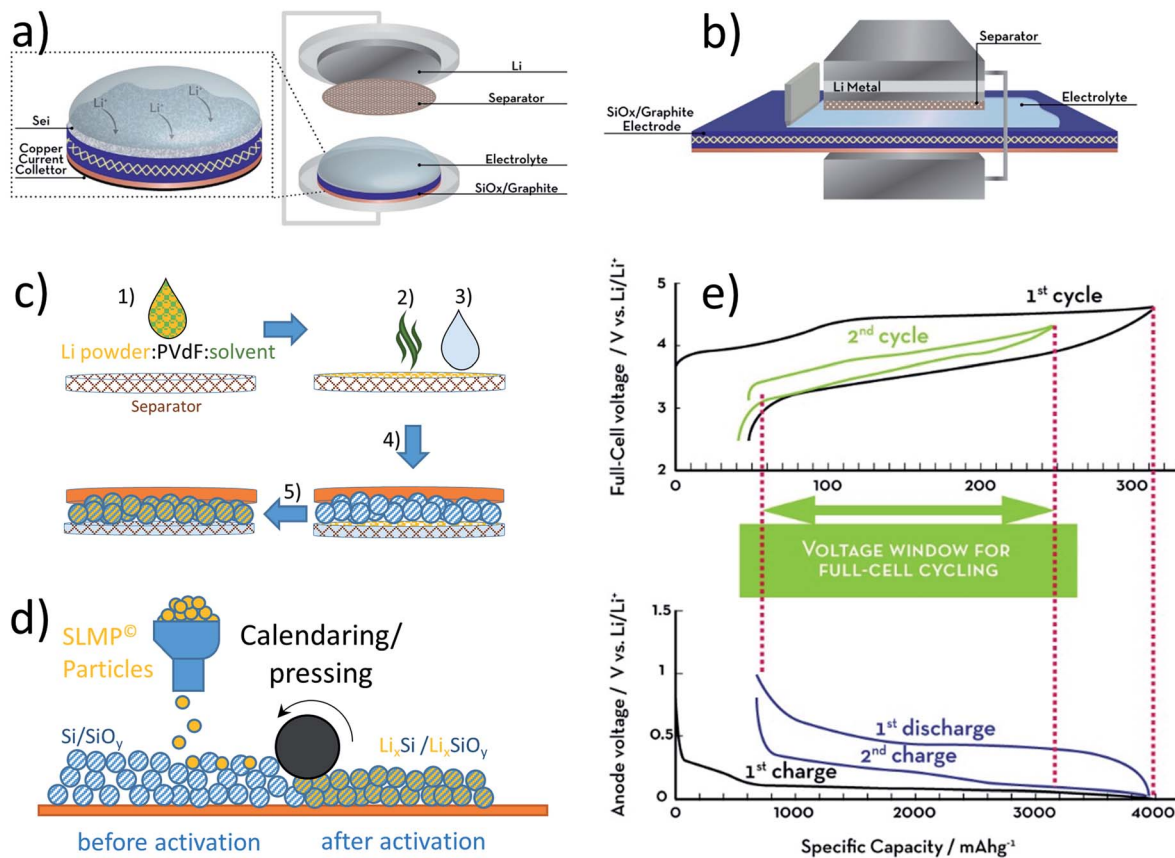 a)
Li⁺
Li⁺
Li⁺
Sei
Copper
Current
Collettor
Li
Separator
Electrolyte
SiOx/Graphite
b)
Separator
Li Metal
Electrolyte
SiOx/Graphite
Electrode
c)
1)
2)
3)
Li powder:PVdF:solvent
Separator
4)
5)
d)
SLMP©
Particles
Calendaring/
pressing
Si/SiOy
LixSi /LixSiOy
before activation
after activation
e)
Full-Cell voltage / V vs. Li/Li⁺
5
4
3
2
1st cycle
2nd cycle
0
100
200
300
Voltage window for
full-cell cycling
Anode voltage / V vs. Li/Li⁺
1.5
1
0.5
0
1st discharge
2nd charge
1st charge
1000
2000
3000
4000
Specific Capacity / mAhg⁻¹